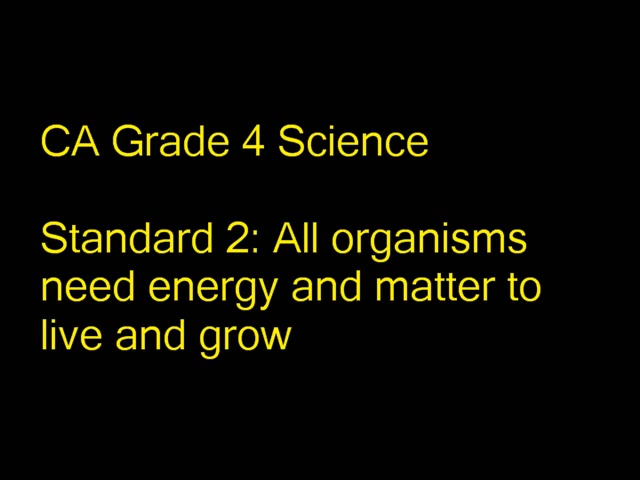 CA Grade 4 Science
Standard 2: All organisms
need energy and matter to
live and grow